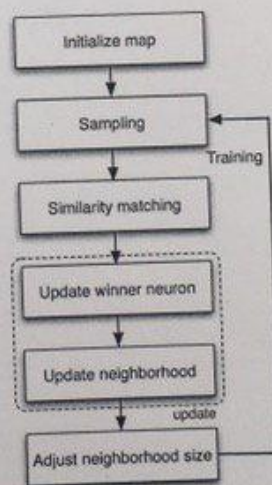 Initialize map
Sampling
Training
Similarity matching
Update winner neuron
Update neighborhood
update
Adjust neighborhood size